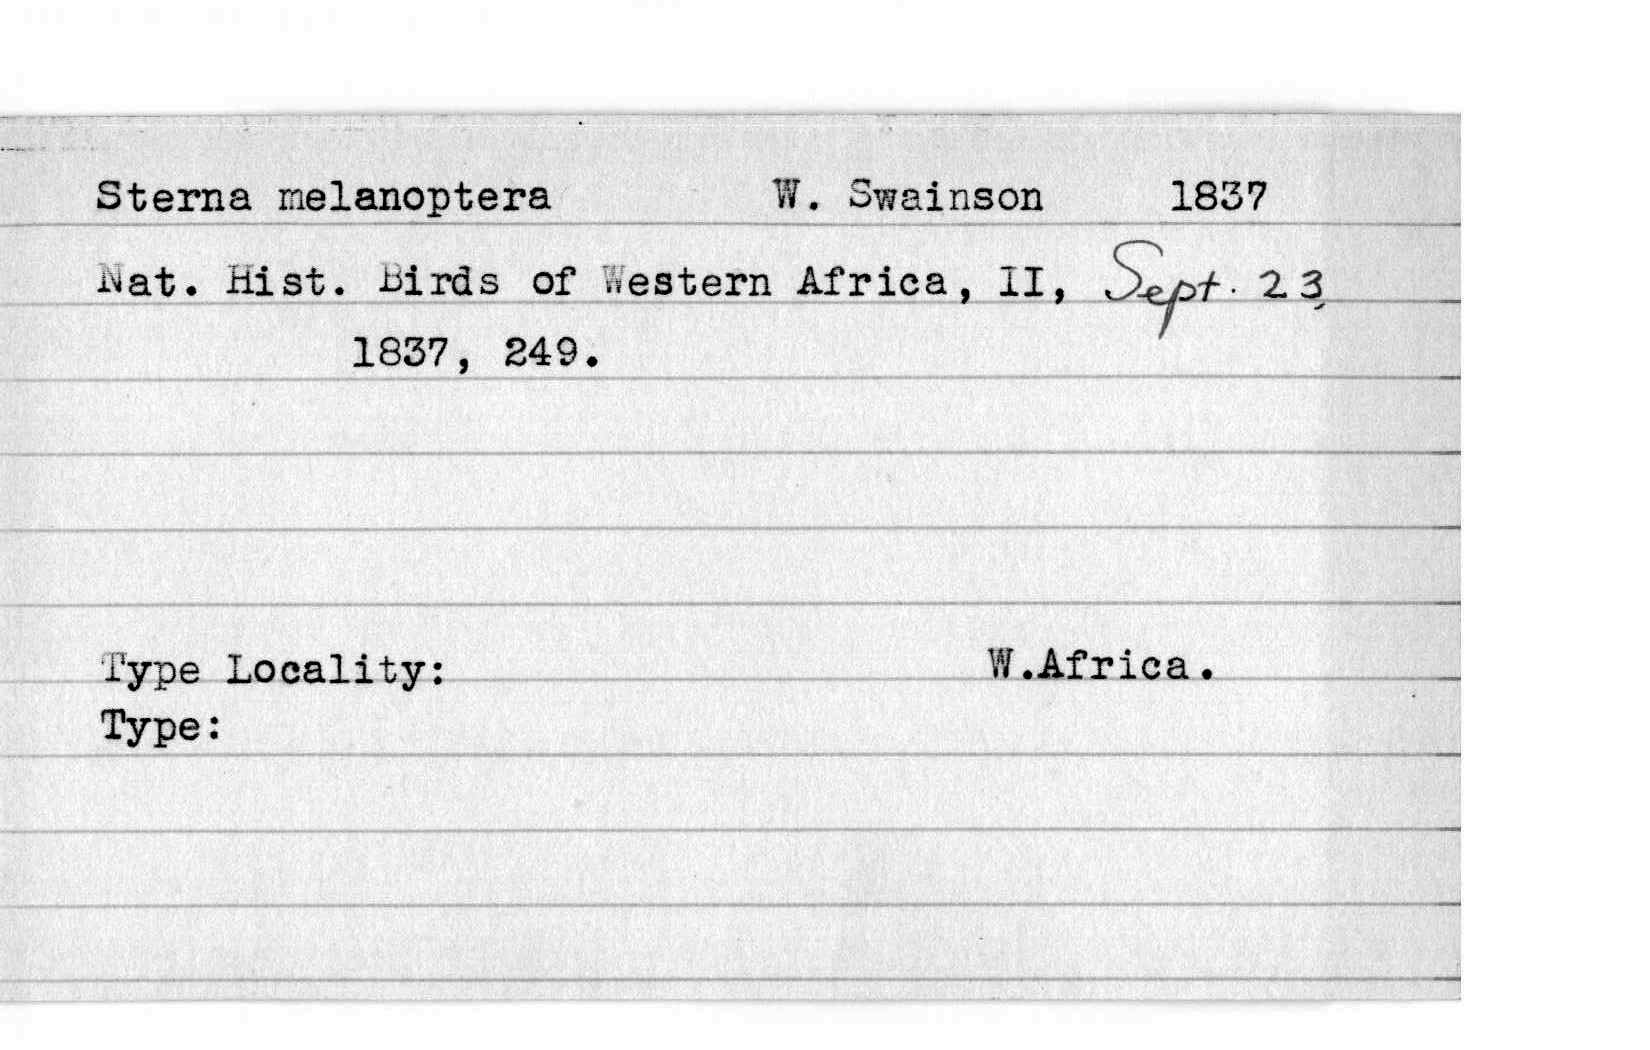 Sterna melanoptera W. Swainson 1837
Nat. Hist. Birds of Western Africa, II, Sept. 23,
1837, 249.
Type Locality: W.Africa.
Type: